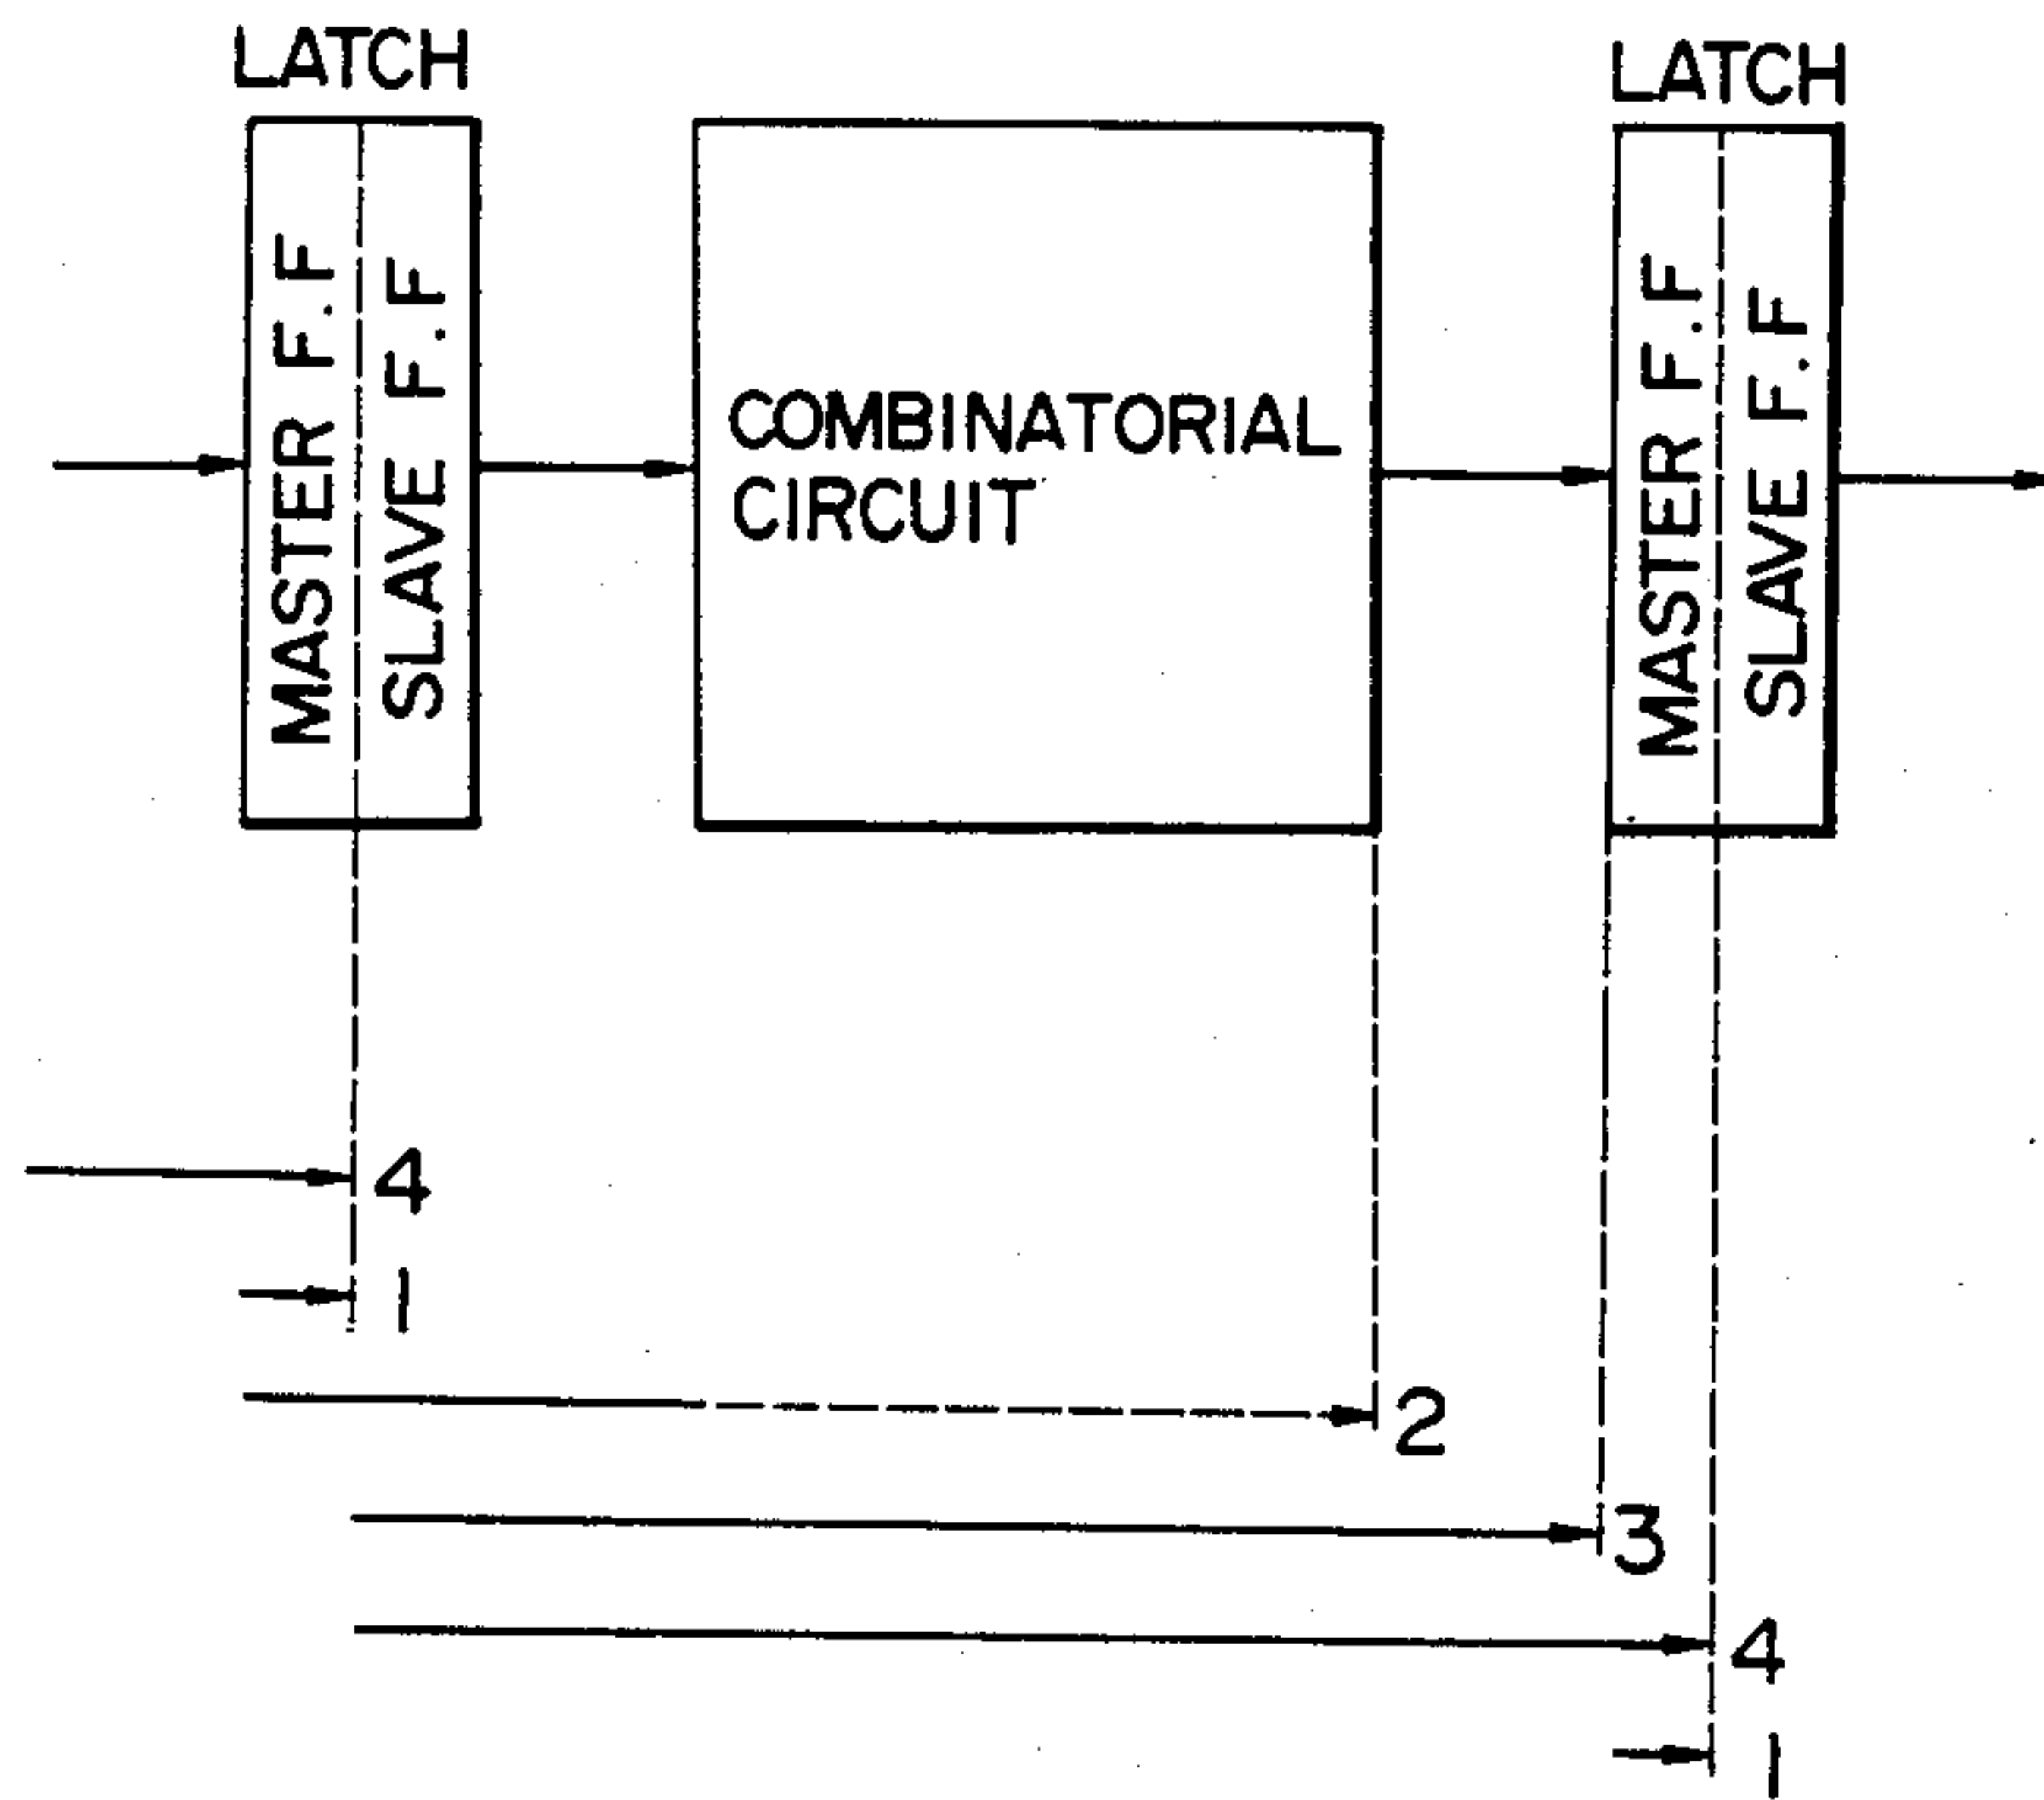 LATCH
LATCH
MASTER F.F
SLAVE F.F
COMBINATORIAL
CIRCUIT
MASTER F.F
SLAVE F.F
4
1
2
3
4
1